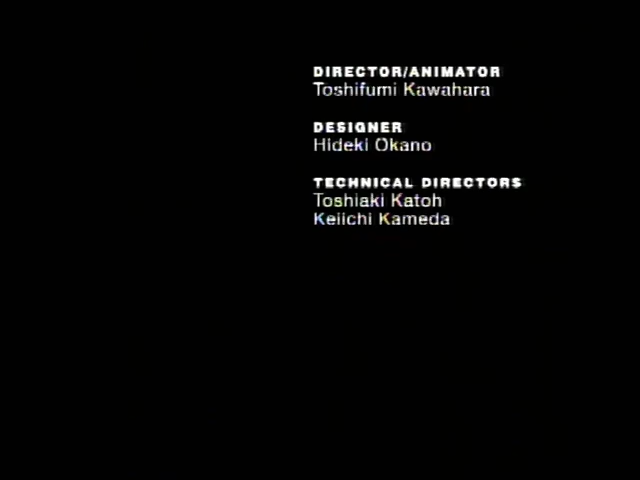 DIRECTOR/ANIMATOR
Toshifumi Kawahara
DESIGNER
Hideki Okano
TECHNICAL DIRECTORS
Toshiaki Katoh
Keiichi Kameda